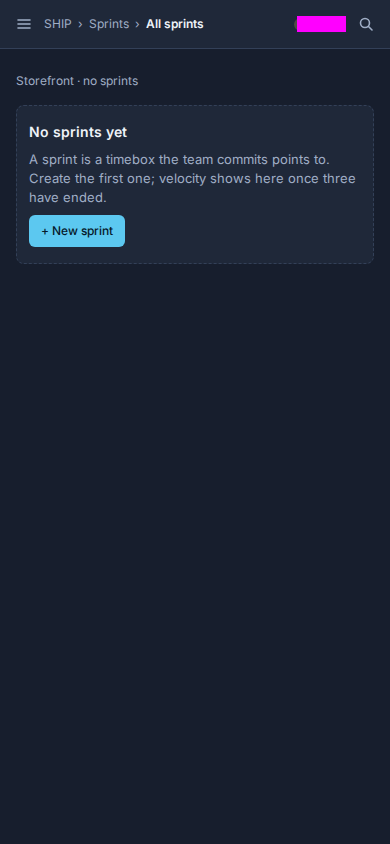 SHIP › Sprints › All sprints
Storefront · no sprints
No sprints yet
A sprint is a timebox the team commits points to.
Create the first one; velocity shows here once three
have ended.
+ New sprint